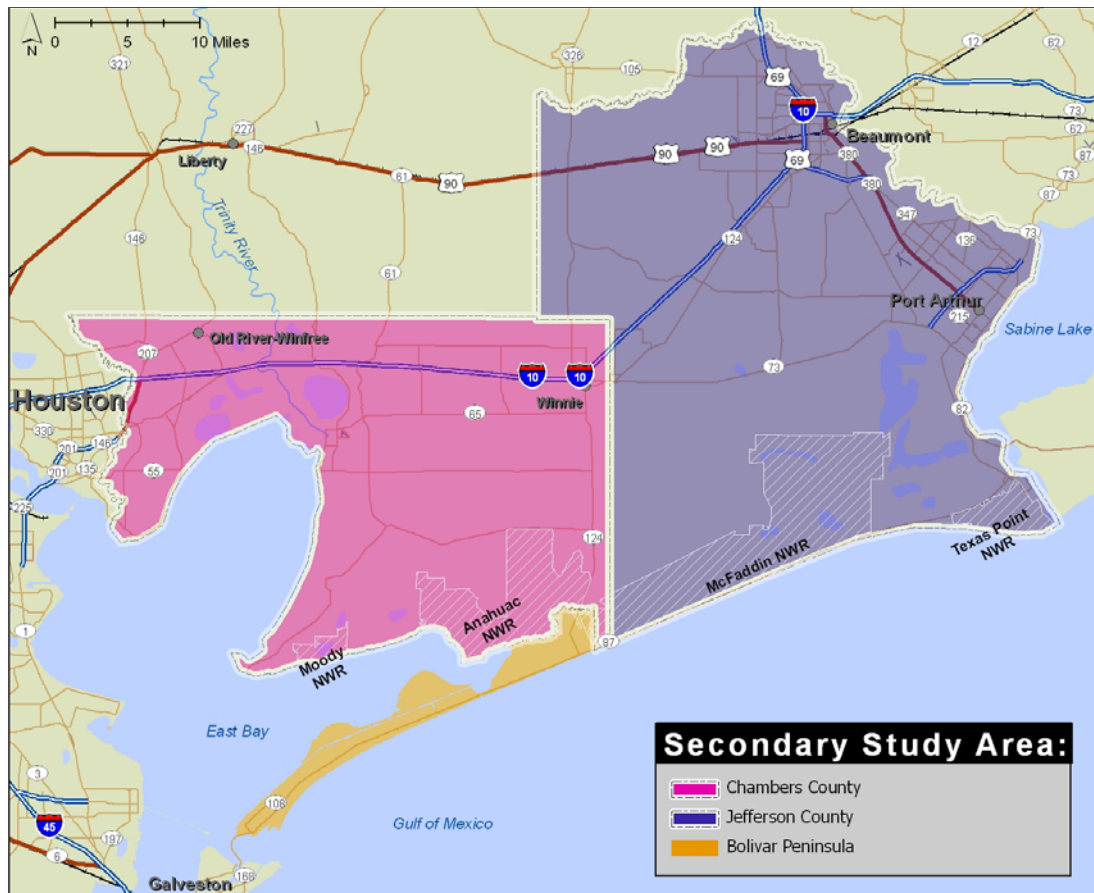 N
0 5 10 Miles
321
326
105
12
62
69
10
73
62
87
73
87
227
Liberty
146
61
90
90
90
69
Beaumont
380
380
347
136
73
146
Trinity River
61
124
Port Arthur
215
Sabine Lake
Old River-Winfree
207
10
10
73
Houston
Winnie
65
82
330
201
146
135
201
55
225
124
Texas Point
NWR
McFaddin NWR
Anahuac
NWR
Moody
NWR
87
1
East Bay
108
Gulf of Mexico
3
45
197
6
168
Galveston
Secondary Study Area:
Chambers County
Jefferson County
Bolivar Peninsula